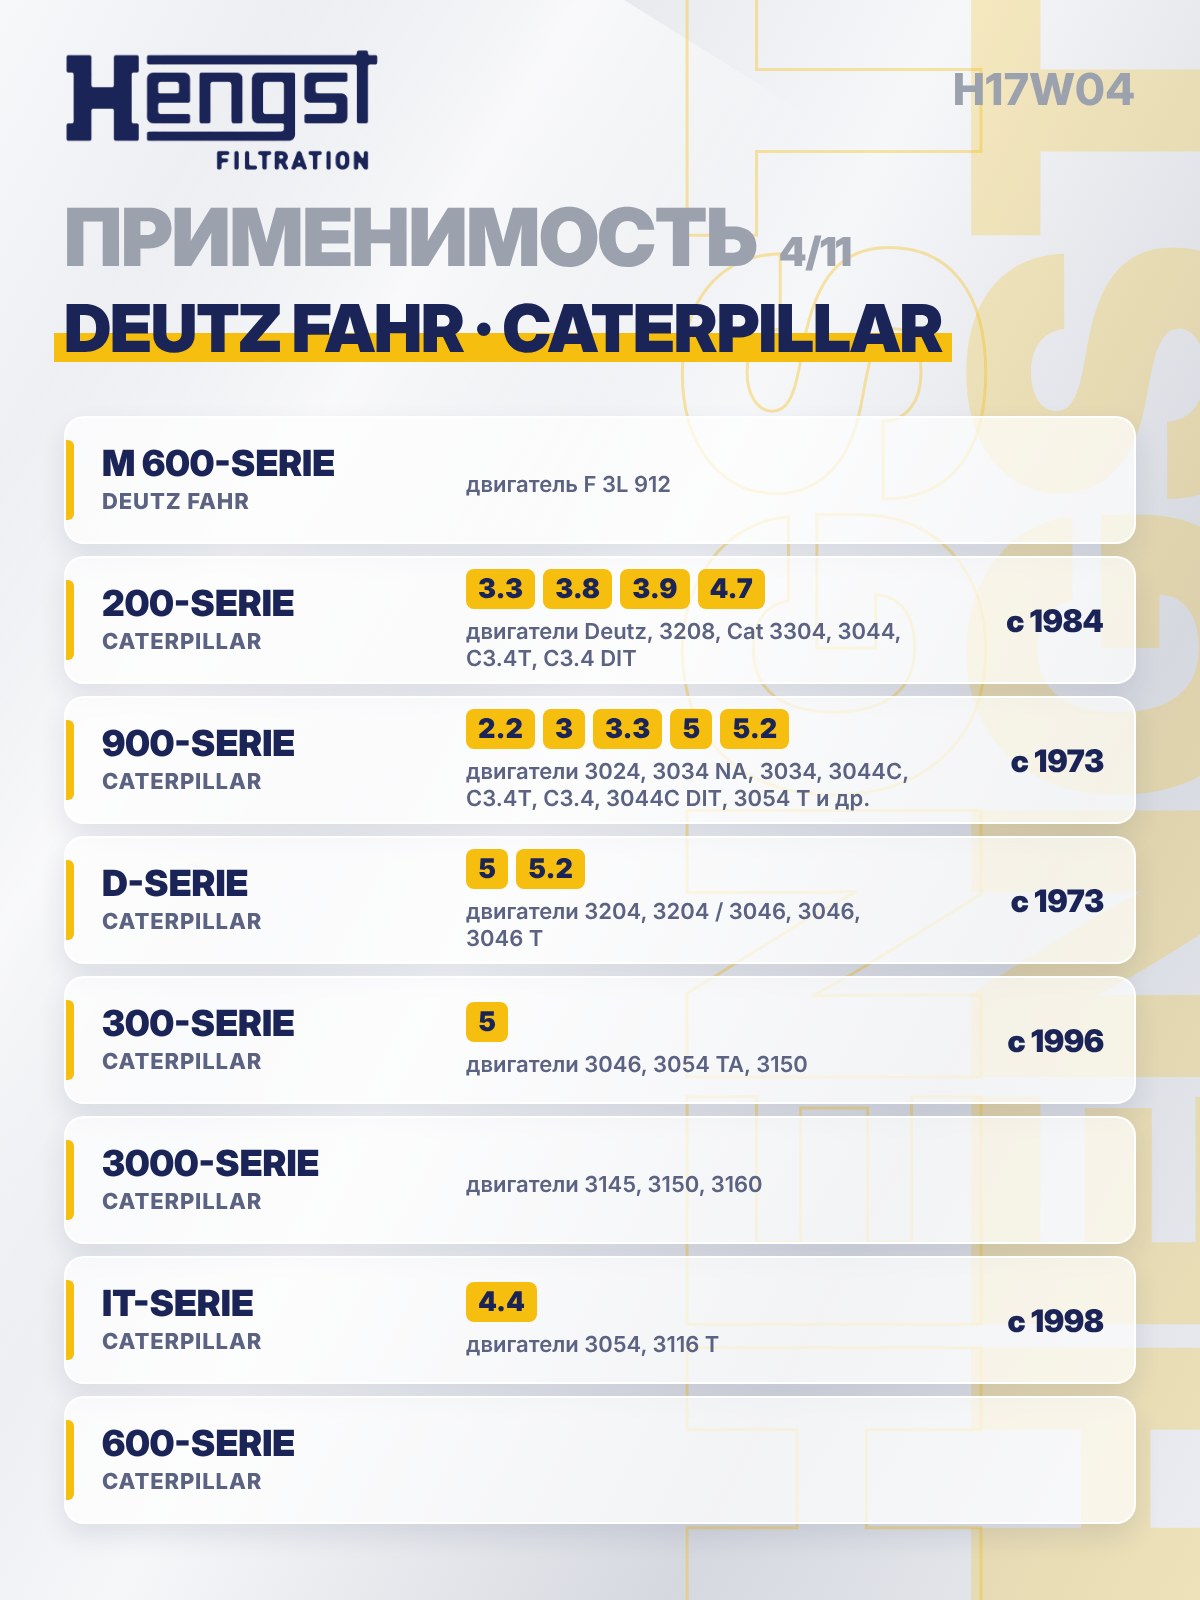 Hengst
FILTRATION
H17W04
ПРИМЕНИМОСТЬ 4/11
DEUTZ FAHR · CATERPILLAR
M 600-SERIE
DEUTZ FAHR
двигатель F 3L 912
200-SERIE
CATERPILLAR
3.3 3.8 3.9 4.7
двигатели Deutz, 3208, Cat 3304, 3044,
C3.4T, C3.4 DIT
с 1984
900-SERIE
CATERPILLAR
2.2 3 3.3 5 5.2
двигатели 3024, 3034 NA, 3034, 3044C,
C3.4T, C3.4, 3044C DIT, 3054 T и др.
с 1973
D-SERIE
CATERPILLAR
5 5.2
двигатели 3204, 3204 / 3046, 3046,
3046 T
с 1973
300-SERIE
CATERPILLAR
5
двигатели 3046, 3054 TA, 3150
с 1996
3000-SERIE
CATERPILLAR
двигатели 3145, 3150, 3160
IT-SERIE
CATERPILLAR
4.4
двигатели 3054, 3116 T
с 1998
600-SERIE
CATERPILLAR
HENGST
HENGST